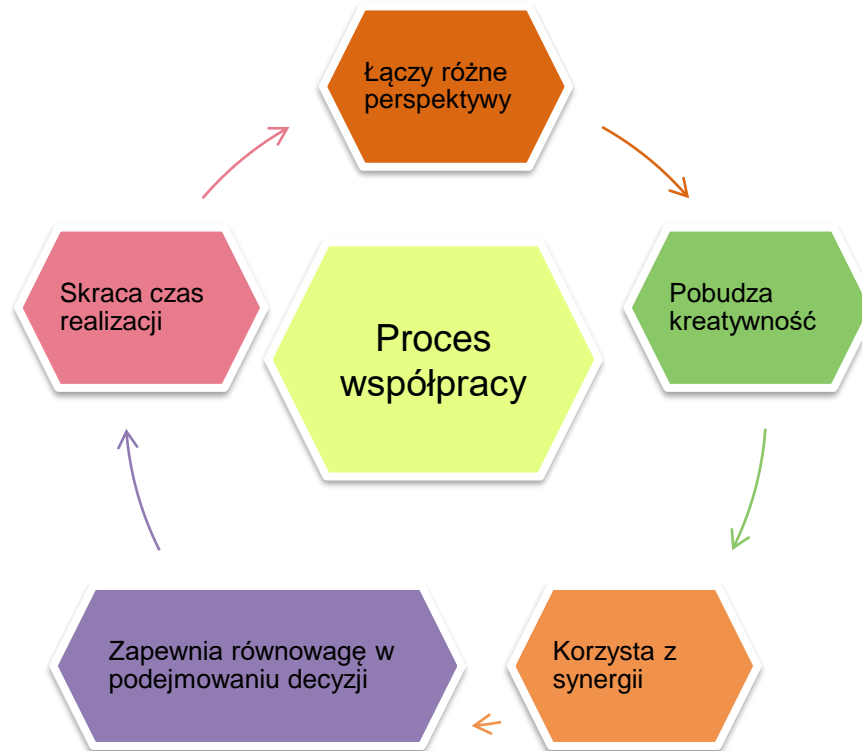 Łączy różne
perspektywy
Pobudza
kreatywność
Korzysta z
synergii
Zapewnia równowagę w
podejmowaniu decyzji
Skraca czas
realizacji
Proces
współpracy